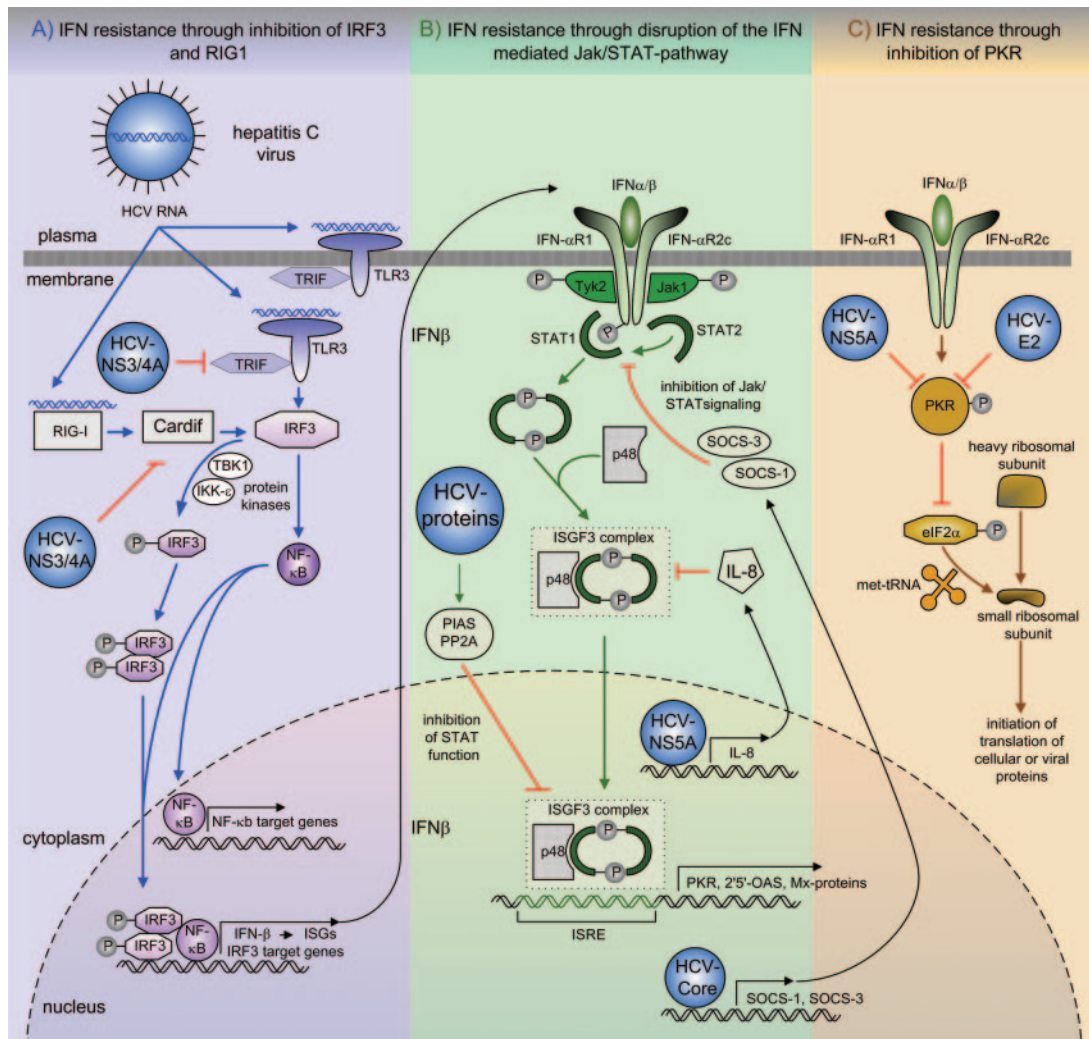 A) IFN resistance through inhibition of IRF3
and RIG1
hepatitis C
virus
HCV RNA
plasma
membrane
TRIF
TLR3
HCV-
NS3/4A
TRIF
TLR3
RIG-I
Cardif
IRF3
TBK1
IKK-ε
protein
kinases
HCV-
NS3/4A
P
IRF3
NF-
κB
P
IRF3
P
IRF3
cytoplasm
NF-
κB
NF-κb target genes
P
IRF3
P
IRF3
NF-
κB
IFN-β
ISGs
IRF3 target genes
nucleus
B) IFN resistance through disruption of the IFN
mediated Jak/STAT-pathway
IFNα/β
IFN-αR1
IFN-αR2c
P
Tyk2
Jak1
P
IFNβ
STAT1
P
STAT2
inhibition of Jak/
STATsignaling
P
P
p48
SOCS-3
SOCS-1
HCV-
proteins
ISGF3 complex
p48
P
P
IL-8
PIAS
PP2A
inhibition
of STAT
function
HCV-
NS5A
IL-8
IFNβ
ISGF3 complex
p48
P
P
PKR, 2'5'-OAS, Mx-proteins
ISRE
HCV-
Core
SOCS-1, SOCS-3
C) IFN resistance through
inhibition of PKR
IFNα/β
IFN-αR1
IFN-αR2c
HCV-
NS5A
HCV-
E2
PKR
P
heavy ribosomal
subunit
eIF2α
P
met-tRNA
small ribosomal
subunit
initiation of
translation of
cellular or viral
proteins